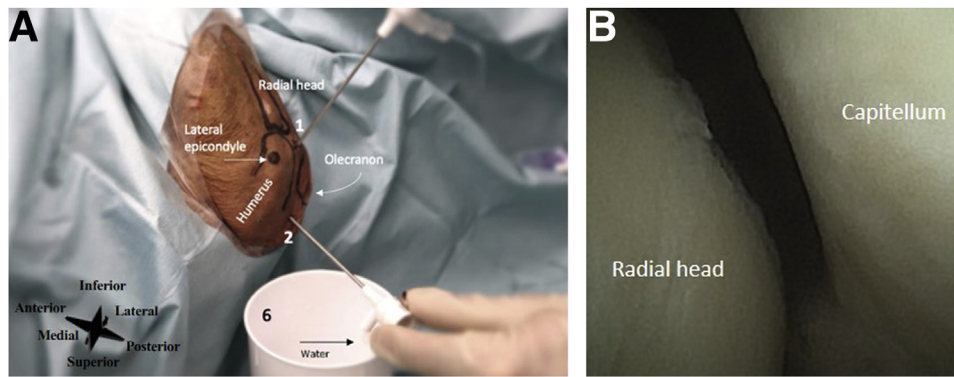 A
Radial head
1
Lateral
epicondyle
Olecranon
Humerus
2
Inferior
Anterior
Lateral
Medial
Posterior
Superior
6
Water
B
Capitellum
Radial head